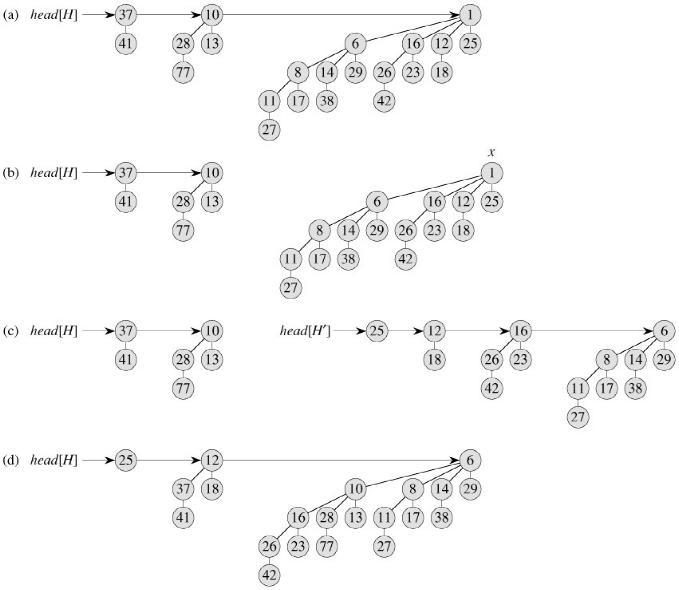 (a) head[H] 37 10 1
41 28 13 6 16 12 25
77 8 14 29 26 23 18
11 17 38 42
27
x
(b) head[H] 37 10 1
41 28 13 6 16 12 25
77 8 14 29 26 23 18
11 17 38 42
27
(c) head[H] 37 10 head[H'] 25 12 16 6
41 28 13 18 26 23 8 14 29
77 42 11 17 38
27
(d) head[H] 25 12 6
37 18 10 8 14 29
41 16 28 13 11 17 38
26 23 77 27
42